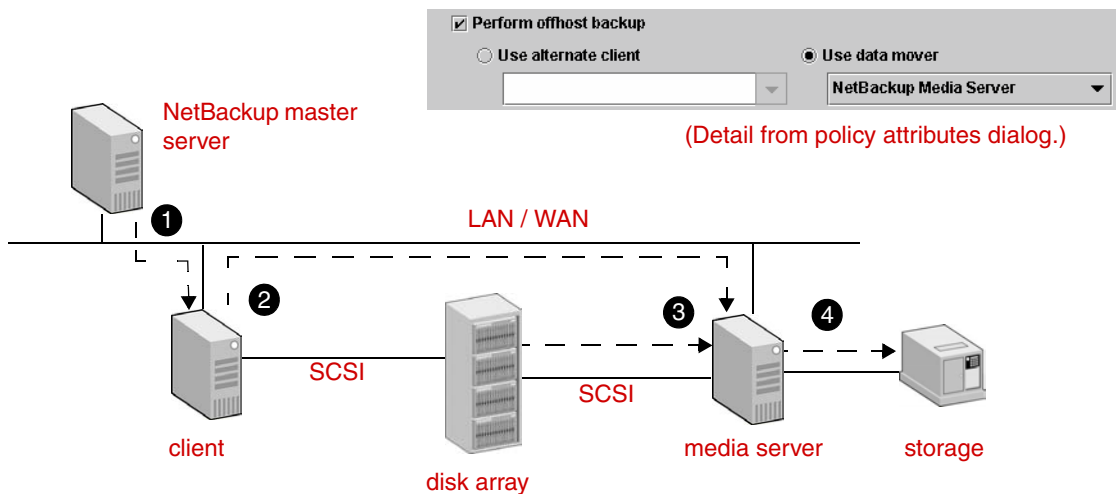 Perform offhost backup
Use alternate client
Use data mover
NetBackup Media Server
(Detail from policy attributes dialog.)
NetBackup master
server
1
LAN / WAN
2
3
4
SCSI
SCSI
client
media server
storage
disk array